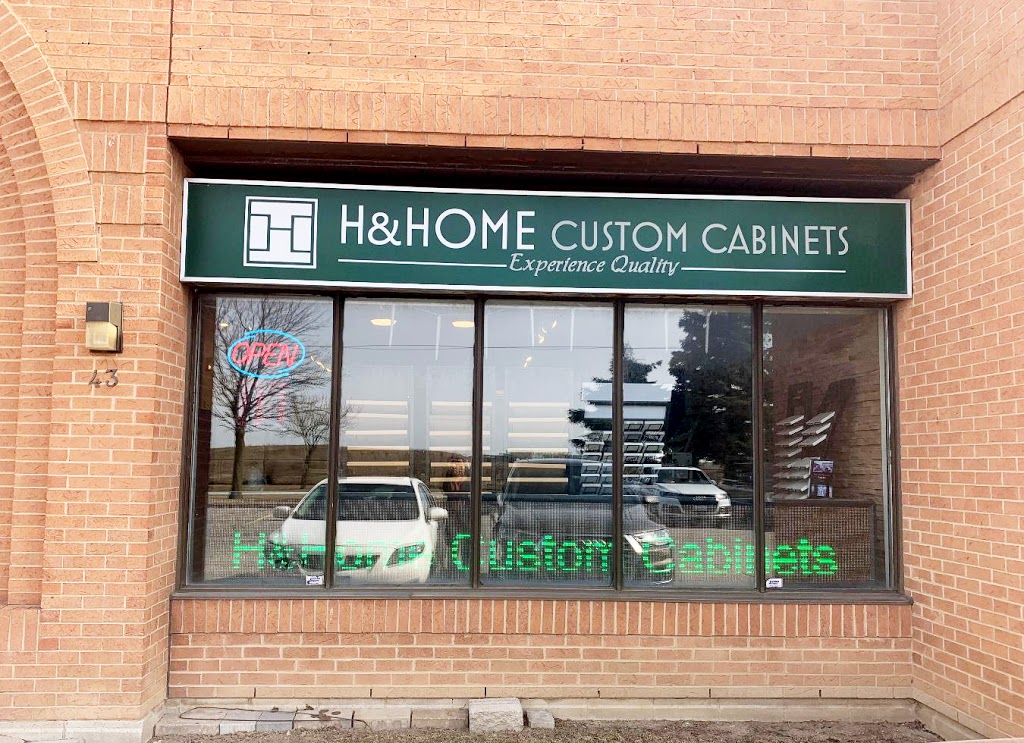 H&HOME CUSTOM CABINETS
Experience Quality
OPEN
43
H&Home Custom Cabinets